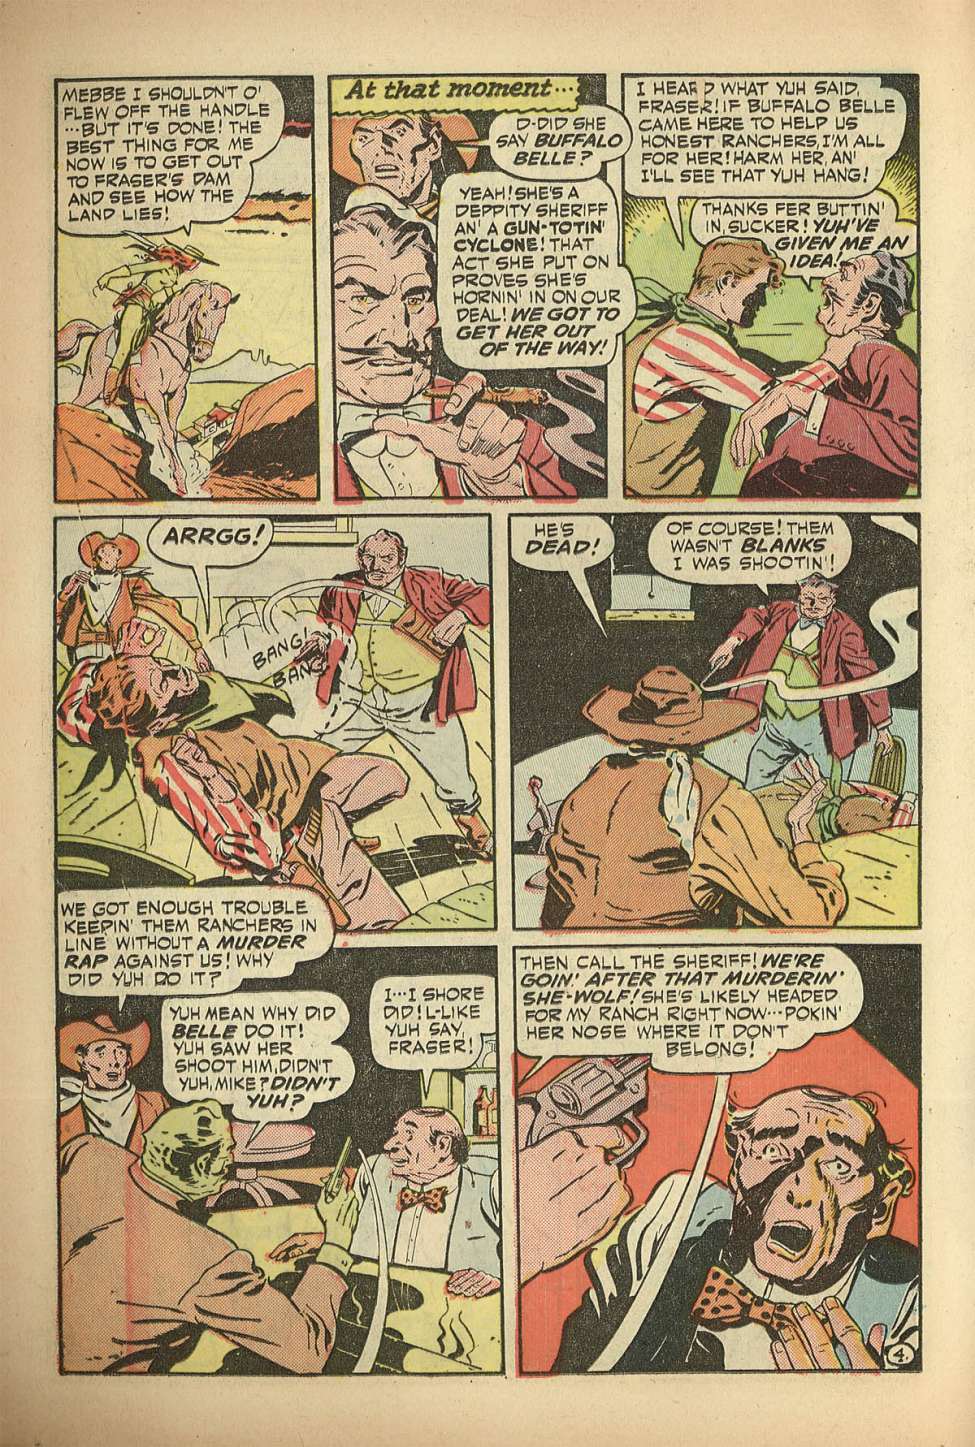 MEBBE I SHOULDN'T O'
FLEW OFF THE HANDLE
...BUT IT'S DONE! THE
BEST THING FOR ME
NOW IS TO GET OUT
TO FRASER'S DAM
AND SEE HOW THE
LAND LIES!
At that moment...
D-DID SHE
SAY BUFFALO
BELLE?
YEAH! SHE'S A
DEPPITY SHERIFF
AN' A GUN-TOTIN'
CYCLONE! THAT
ACT SHE PUT ON
PROVES SHE'S
HORNIN' IN ON OUR
DEAL! WE GOT TO
GET HER OUT
OF THE WAY!
I HEARD WHAT YUH SAID,
FRASER! IF BUFFALO BELLE
CAME HERE TO HELP US
HONEST RANCHERS, I'M ALL
FOR HER! HARM HER, AN'
I'LL SEE THAT YUH HANG!
THANKS FER BUTTIN'
IN, SUCKER! YUH'VE
GIVEN ME AN
IDEA!
ARRGG!
BANG!
BANG!
HE'S
DEAD!
OF COURSE! THEM
WASN'T BLANKS
I WAS SHOOTIN'!
WE GOT ENOUGH TROUBLE
KEEPIN' THEM RANCHERS IN
LINE WITHOUT A MURDER
RAP AGAINST US! WHY
DID YUH DO IT?
YUH MEAN WHY DID
BELLE DO IT!
YUH SAW HER
SHOOT HIM, DIDN'T
YUH, MIKE? DIDN'T
YUH?
I...I SHORE
DID! L-LIKE
YUH SAY,
FRASER!
THEN CALL THE SHERIFF! WE'RE
GOIN' AFTER THAT MURDERIN'
SHE-WOLF! SHE'S LIKELY HEADED
FOR MY RANCH RIGHT NOW...POKIN'
HER NOSE WHERE IT DON'T
BELONG!
4